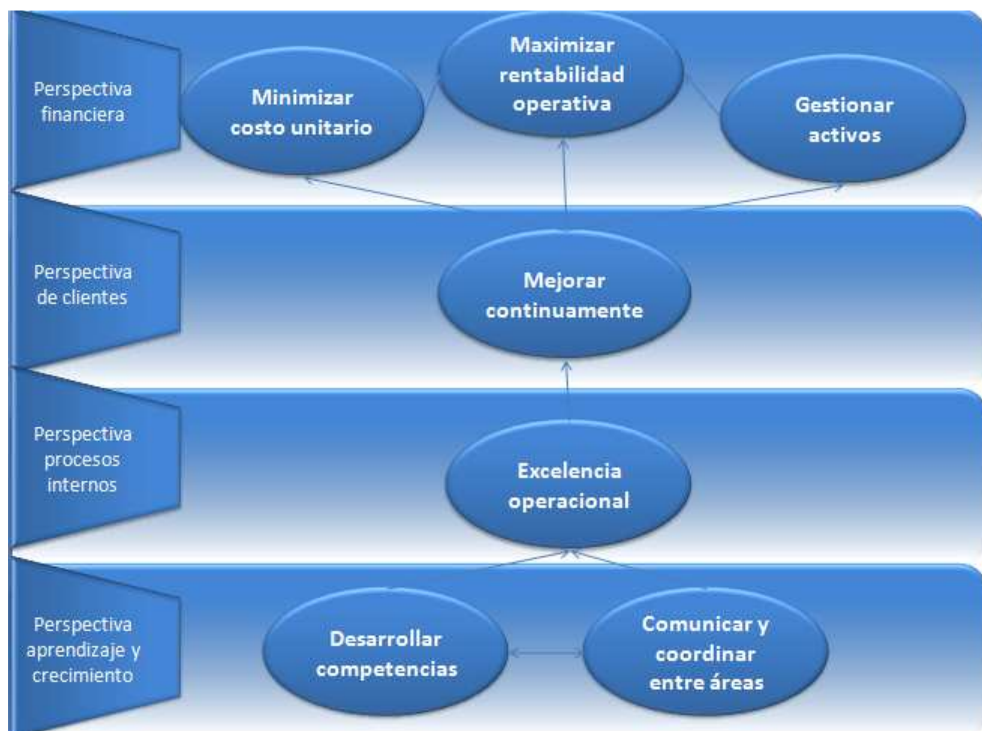 Perspectiva
financiera
Minimizar
costo unitario
Maximizar
rentabilidad
operativa
Gestionar
activos
Perspectiva
de clientes
Mejorar
continuamente
Perspectiva
procesos
internos
Excelencia
operacional
Perspectiva
aprendizaje y
crecimiento
Desarrollar
competencias
Comunicar y
coordinar
entre áreas